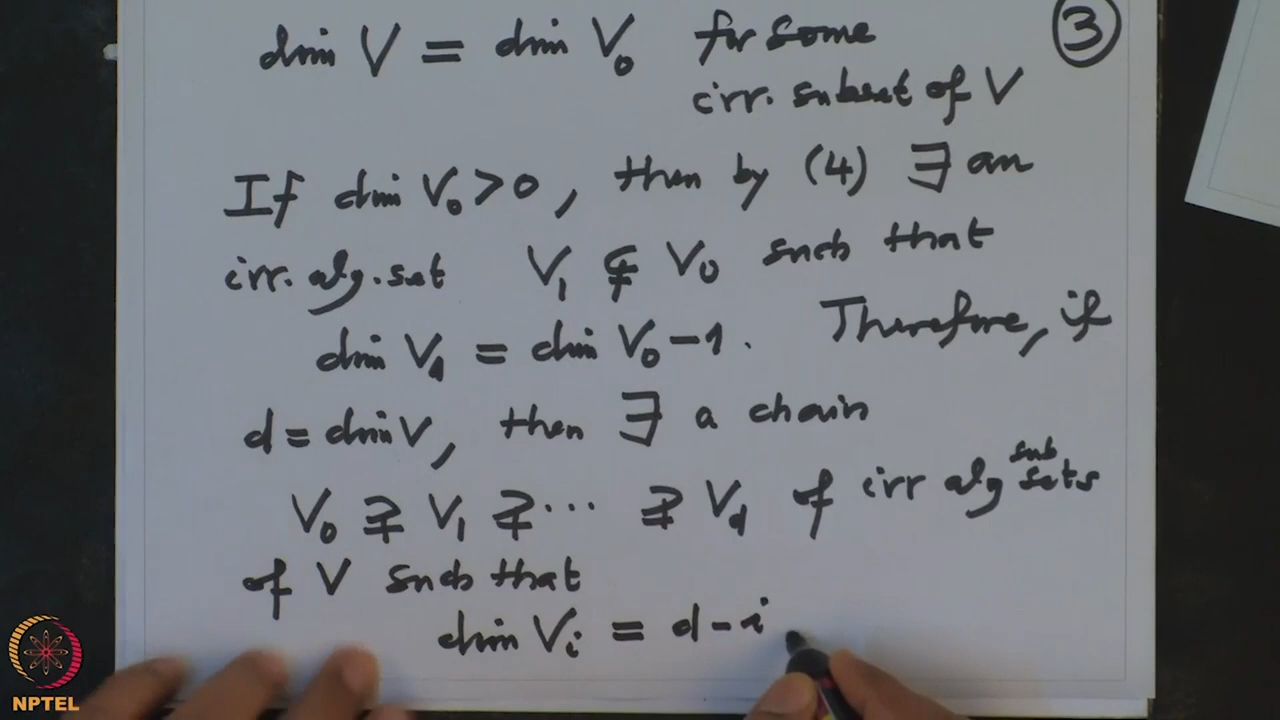 dim V = dim V₀ for some
③
irr. subset of V
If dim V₀ > 0, then by (4) ∃ an
irr. alg. set V₁ ⊊ V₀ such that
dim V₁ = dim V₀ - 1. Therefore, if
d = dim V, then ∃ a chain
V₀ ⊋ V₁ ⊋ ··· ⊋ V_d of irr alg subsets
of V such that
dim Vᵢ = d - i
NPTEL